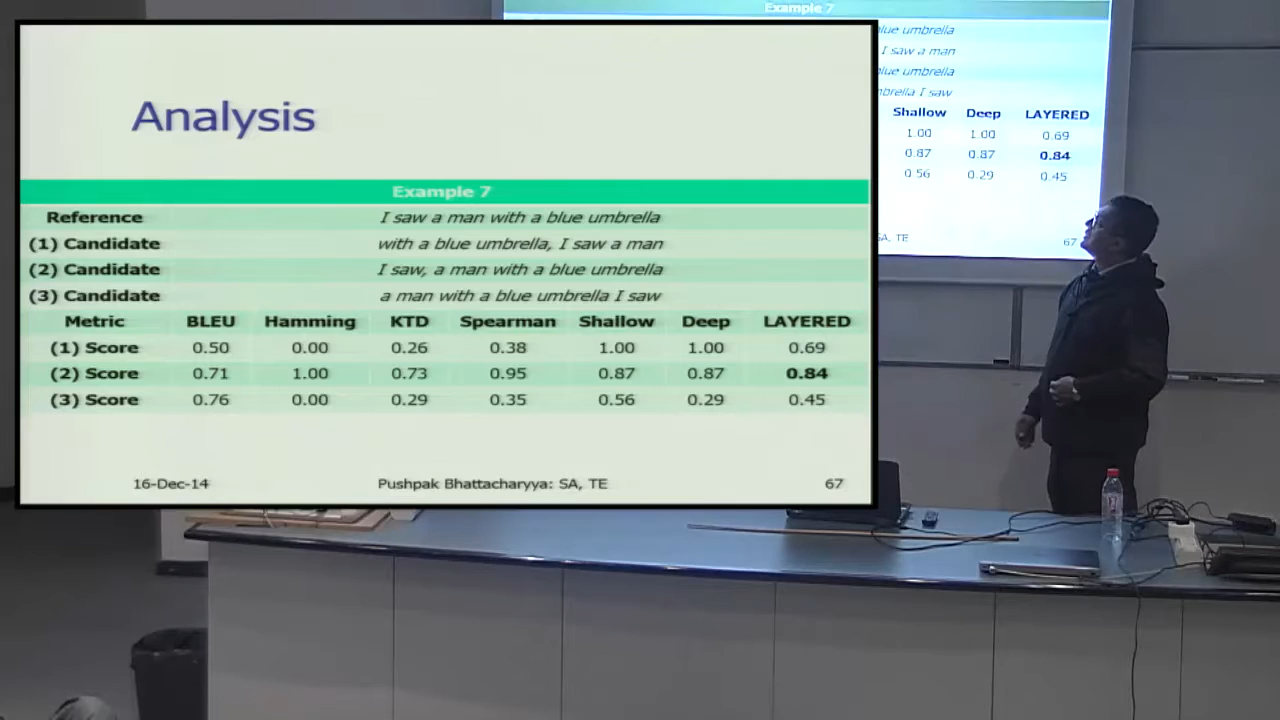 Analysis
Example 7
Reference I saw a man with a blue umbrella
(1) Candidate with a blue umbrella, I saw a man
(2) Candidate I saw, a man with a blue umbrella
(3) Candidate a man with a blue umbrella I saw
Metric BLEU Hamming KTD Spearman Shallow Deep LAYERED
(1) Score 0.50 0.00 0.26 0.38 1.00 1.00 0.69
(2) Score 0.71 1.00 0.73 0.95 0.87 0.87 0.84
(3) Score 0.76 0.00 0.29 0.35 0.56 0.29 0.45
16-Dec-14 Pushpak Bhattacharyya: SA, TE 67
Example 7
blue umbrella
I saw a man
blue umbrella
umbrella I saw
Shallow Deep LAYERED
1.00 1.00 0.69
0.87 0.87 0.84
0.56 0.29 0.45
SA, TE 67